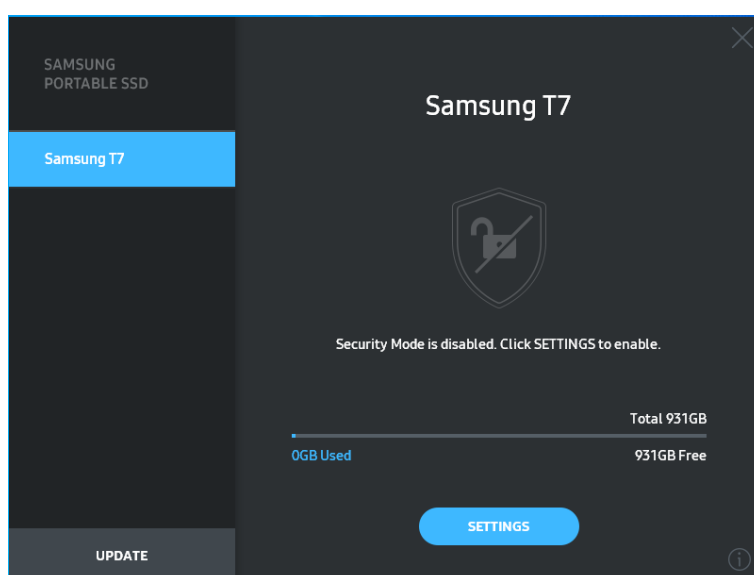 SAMSUNG
PORTABLE SSD
Samsung T7
Samsung T7
Security Mode is disabled. Click SETTINGS to enable.
Total 931GB
0GB Used
931GB Free
SETTINGS
UPDATE